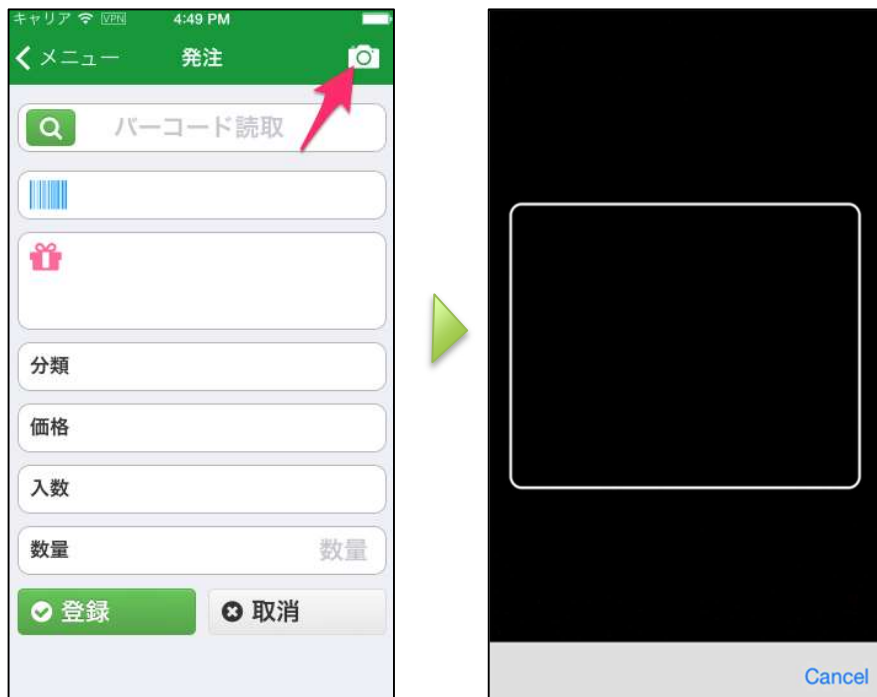 キャリア VPN 4:49 PM
メニュー 発注
バーコード読取
分類
価格
入数
数量 数量
登録 取消
Cancel